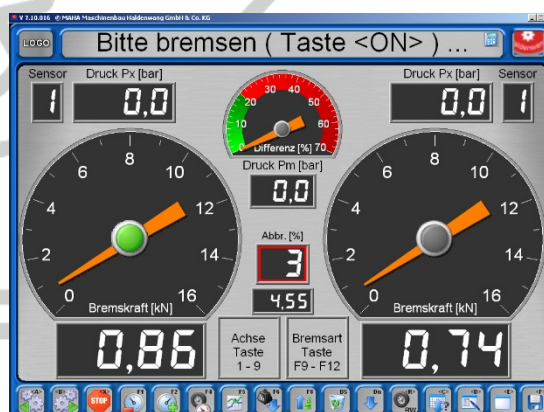 V 7.10.016 © MAHA Maschinenbau Haldenwang GmbH & Co. KG
LOGO
Bitte bremsen ( Taste <ON> ) ...
Sensor
Druck Px [bar]
1
0,0
0 10 20 30 40 50 60 70
Differenz [%]
Druck Px [bar]
Sensor
0,0
1
Druck Pm [bar]
0,0
0 2 4 6 8 10 12 14 16
Bremskraft [kN]
0,86
Abbr. [%]
3
4,55
Achse
Taste
1 - 9
Bremsart
Taste
F9 - F12
0 2 4 6 8 10 12 14 16
Bremskraft [kN]
0,74
STOP
F1
F2